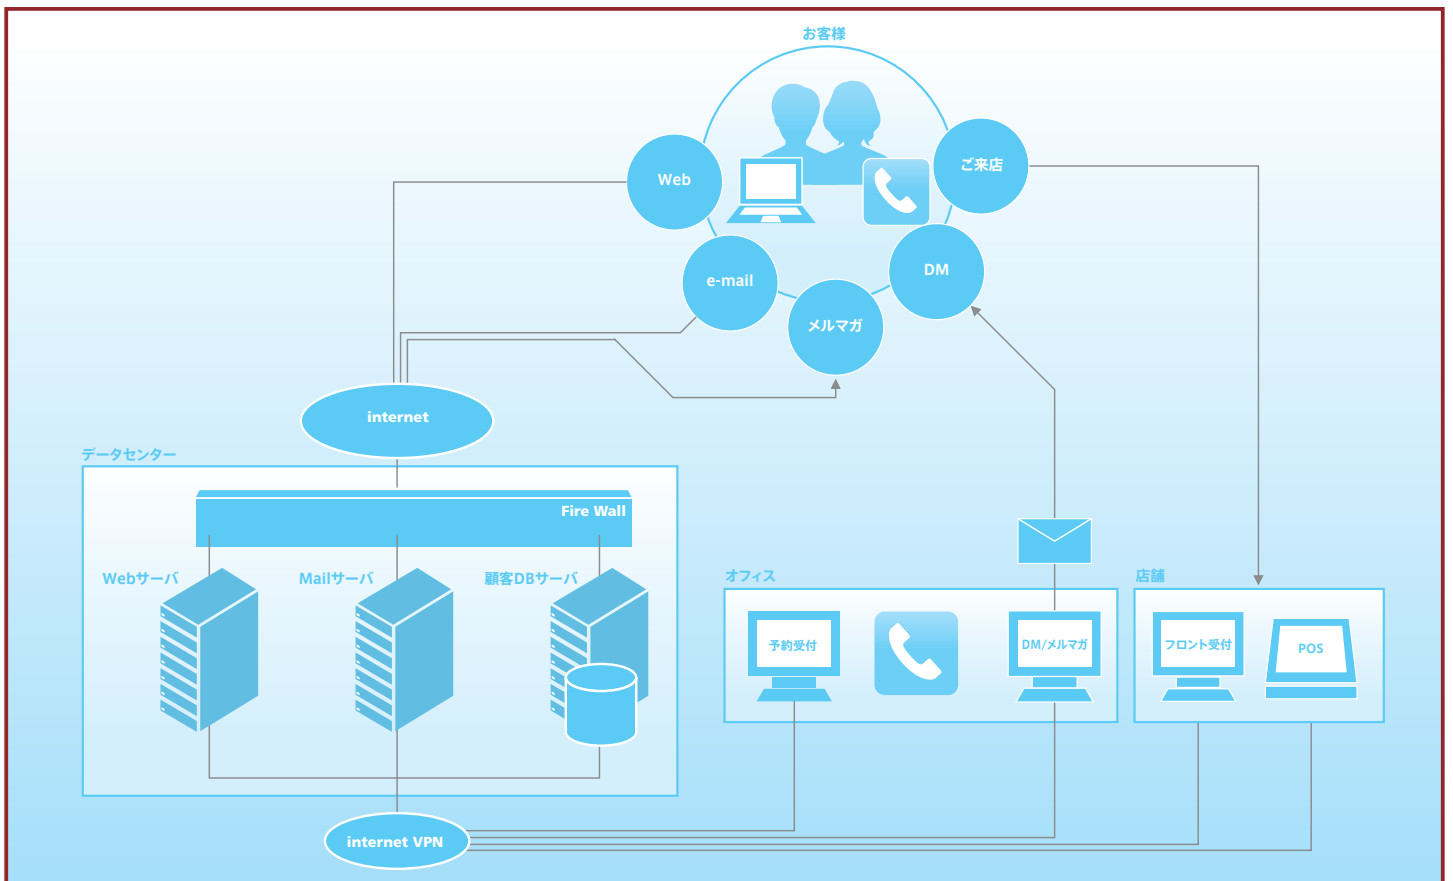 お客様
Web
ご来店
e-mail
DM
メルマガ
internet
データセンター
Fire Wall
Webサーバ
Mailサーバ
顧客DBサーバ
オフィス
店舗
予約受付
DM/メルマガ
フロント受付
POS
internet VPN